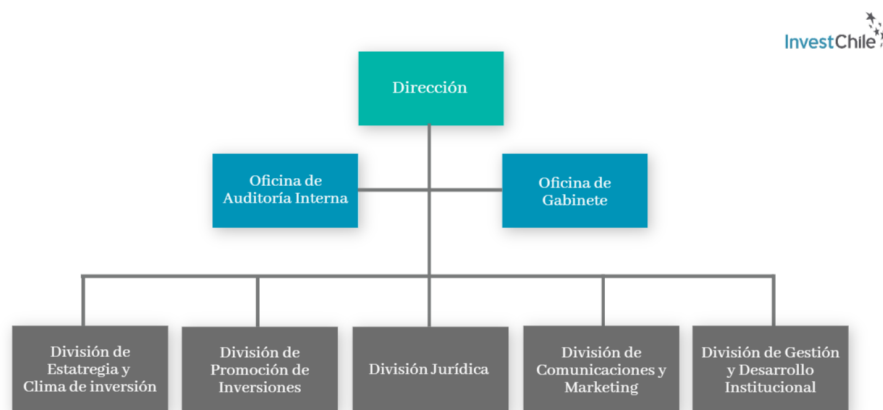 InvestChile
Dirección
Oficina de
Auditoría Interna
Oficina de
Gabinete
División de
Estatregia y
Clima de inversión
División de
Promoción de
Inversiones
División Jurídica
División de
Comunicaciones y
Marketing
División de Gestión
y Desarrollo
Institucional